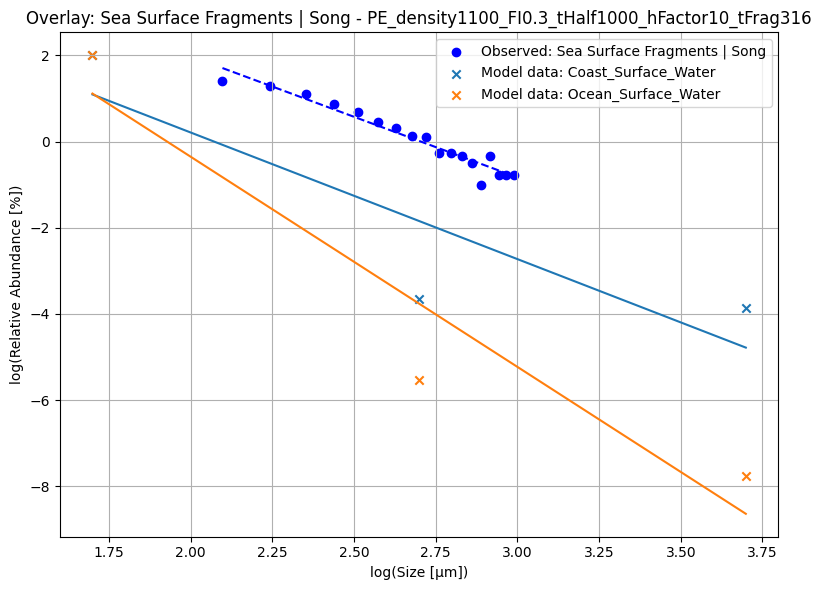 Overlay: Sea Surface Fragments | Song - PE_density1100_FI0.3_tHalf1000_hFactor10_tFrag316
Observed: Sea Surface Fragments | Song
Model data: Coast_Surface_Water
Model data: Ocean_Surface_Water
log(Relative Abundance [%])
2
0
−2
−4
−6
−8
1.75
2.00
2.25
2.50
2.75
3.00
3.25
3.50
3.75
log(Size [μm])